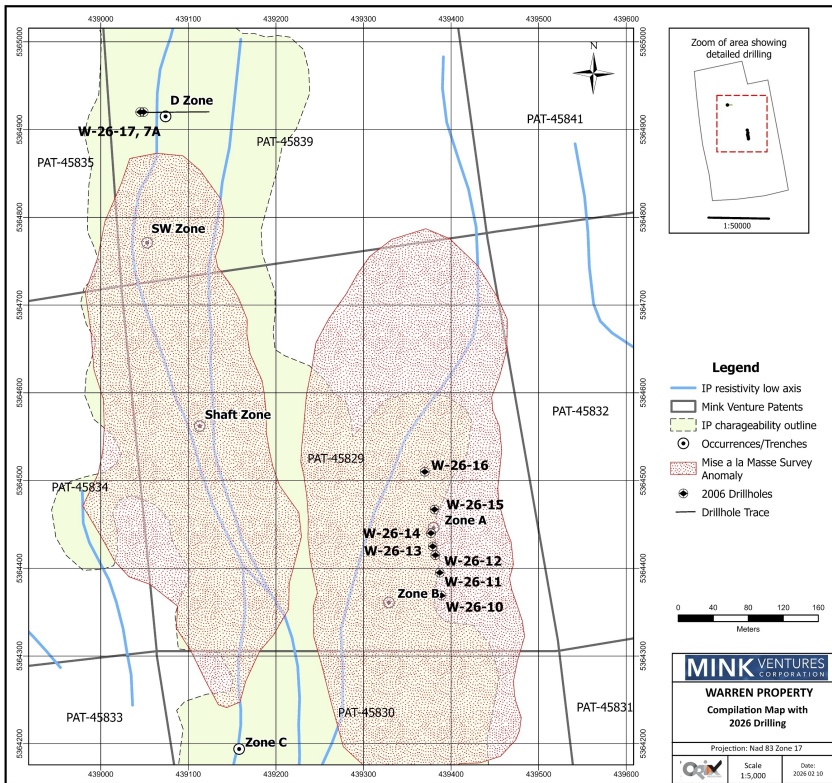 439000
439100
439200
439300
439400
439500
439600
5365000
5364900
5364800
5364700
5364600
5364500
5364400
5364300
5364200
5365000
5364900
5364800
5364700
5364600
5364500
5364400
5364300
5364200
439000
439100
439200
439300
439400
439500
439600
N
D Zone
W-26-17, 7A
PAT-45835
PAT-45839
PAT-45841
SW Zone
Shaft Zone
PAT-45832
PAT-45829
PAT-45834
W-26-16
W-26-15
Zone A
W-26-14
W-26-13
W-26-12
W-26-11
Zone B
W-26-10
PAT-45833
PAT-45830
PAT-45831
Zone C
Zoom of area showing
detailed drilling
1:50000
Legend
IP resistivity low axis
Mink Venture Patents
IP chargeability outline
Occurrences/Trenches
Mise a la Masse Survey
Anomaly
2006 Drillholes
Drillhole Trace
0 40 80 120 160
Meters
MINK VENTURES
CORPORATION
WARREN PROPERTY
Compilation Map with
2026 Drilling
Projection: Nad 83 Zone 17
Scale
1:5,000
Date:
2026 02 10